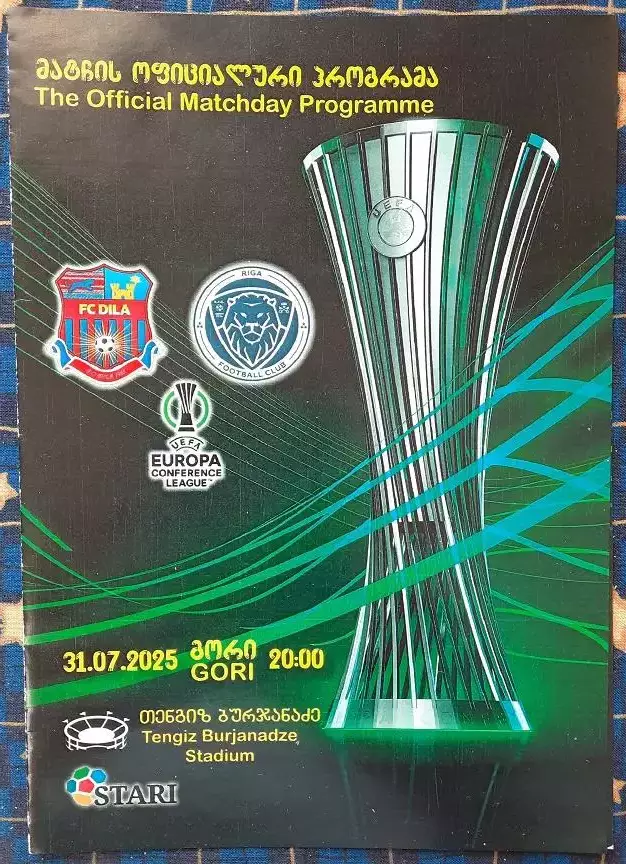 მატჩის ოფიციალური პროგრამა
The Official Matchday Programme
UEFA
FC DILA
RIGA
FOOTBALL CLUB
UEFA
EUROPA
CONFERENCE
LEAGUE
31.07.2025 გორი 20:00
GORI
თენგიზ ბურჯანაძე
Tengiz Burjanadze
Stadium
STARI